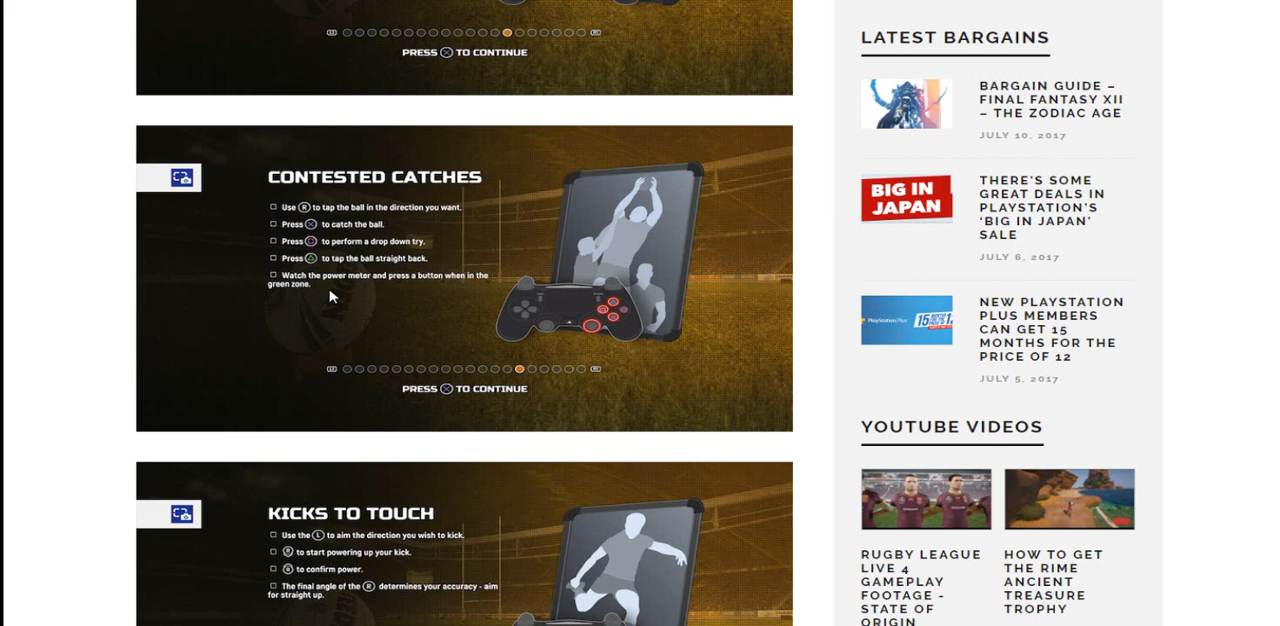 PRESS TO CONTINUE
CONTESTED CATCHES
Use R to tap the ball in the direction you want.
Press to catch the ball.
Press to perform a drop down try.
Press to tap the ball straight back.
Watch the power meter and press a button when in the
green zone.
PRESS TO CONTINUE
KICKS TO TOUCH
Use the L to aim the direction you wish to kick.
R to start powering up your kick.
R to confirm power.
The final angle of the R determines your accuracy - aim
for straight up.
LATEST BARGAINS
BARGAIN GUIDE –
FINAL FANTASY XII
– THE ZODIAC AGE
JULY 10, 2017
BIG IN
JAPAN
THERE'S SOME
GREAT DEALS IN
PLAYSTATION'S
'BIG IN JAPAN'
SALE
JULY 6, 2017
PlayStation Plus
NEW PLAYSTATION
PLUS MEMBERS
CAN GET 15
MONTHS FOR THE
PRICE OF 12
JULY 5, 2017
YOUTUBE VIDEOS
RUGBY LEAGUE
LIVE 4
GAMEPLAY
FOOTAGE -
STATE OF
ORIGIN
HOW TO GET
THE RIME
ANCIENT
TREASURE
TROPHY